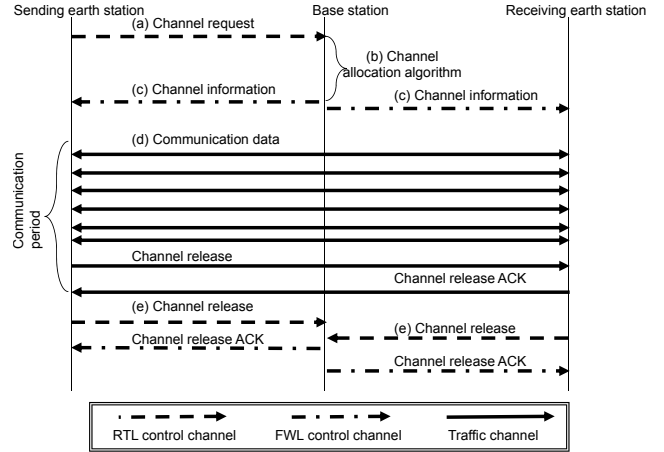 Sending earth station
Base station
Receiving earth station
(a) Channel request
(b) Channel
allocation algorithm
(c) Channel information
(c) Channel information
(d) Communication data
Communication
period
Channel release
Channel release ACK
(e) Channel release
(e) Channel release
Channel release ACK
Channel release ACK
RTL control channel
FWL control channel
Traffic channel